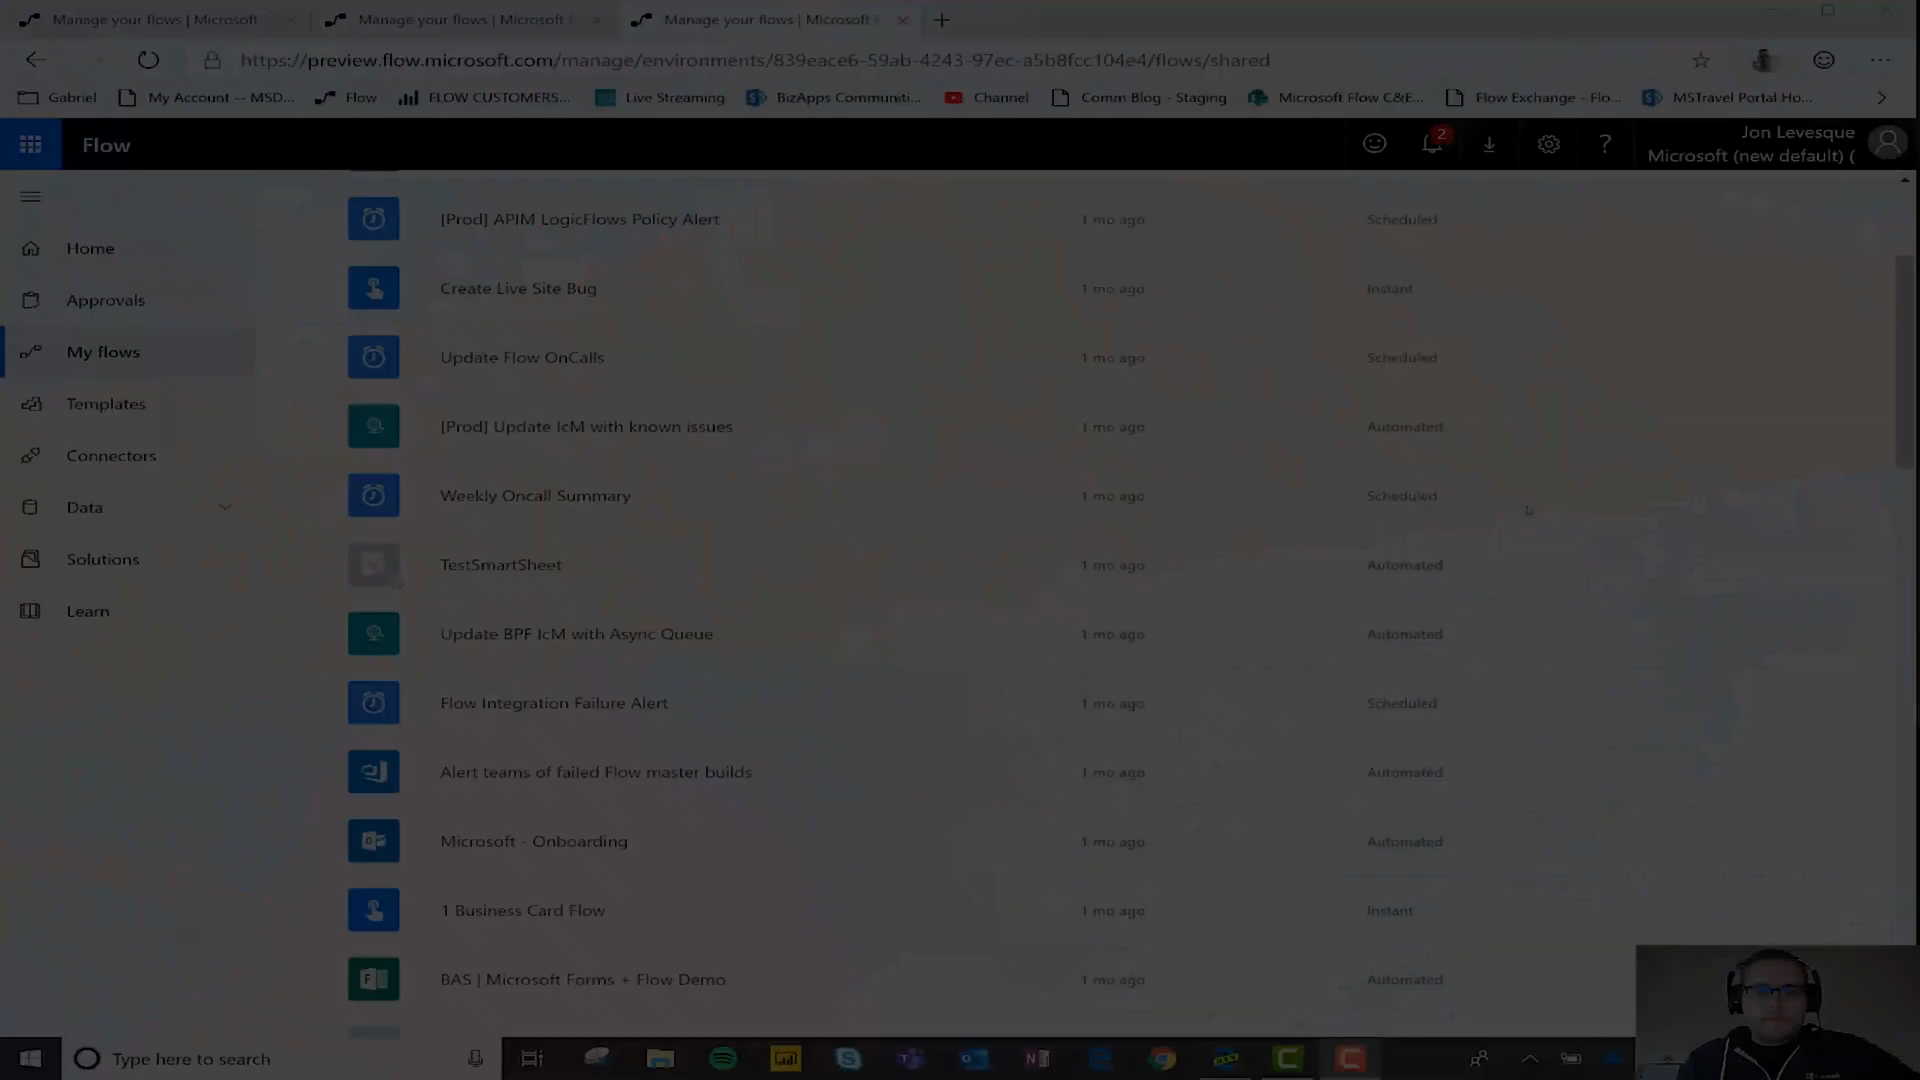 Manage your flows | Microsoft
Manage your flows | Microsoft
Manage your flows | Microsoft
https://preview.flow.microsoft.com/manage/environments/839eace6-59ab-4243-97ec-a5b8fcc104e4/flows/shared
Gabriel
My Account -- MSD...
Flow
FLOW CUSTOMERS...
Live Streaming
BizApps Communiti...
Channel
Comm Blog - Staging
Microsoft Flow C&E...
Flow Exchange - Flo...
MSTravel Portal Ho...
Flow
2
?
Jon Levesque
Microsoft (new default) (
Home
Approvals
My flows
Templates
Connectors
Data
Solutions
Learn
[Prod] APIM LogicFlows Policy Alert 1 mo ago Scheduled
Create Live Site Bug 1 mo ago Instant
Update Flow OnCalls 1 mo ago Scheduled
[Prod] Update IcM with known issues 1 mo ago Automated
Weekly Oncall Summary 1 mo ago Scheduled
TestSmartSheet 1 mo ago Automated
Update BPF IcM with Async Queue 1 mo ago Automated
Flow Integration Failure Alert 1 mo ago Scheduled
Alert teams of failed Flow master builds 1 mo ago Automated
Microsoft - Onboarding 1 mo ago Automated
1 Business Card Flow 1 mo ago Instant
BAS | Microsoft Forms + Flow Demo 1 mo ago Automated
Type here to search